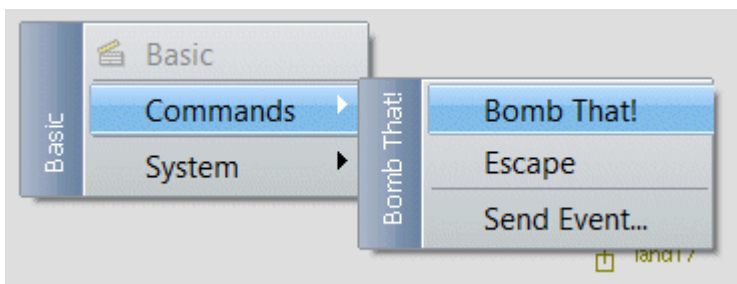 Basic
Basic
Commands
System
Bomb That!
Bomb That!
Escape
Send Event...